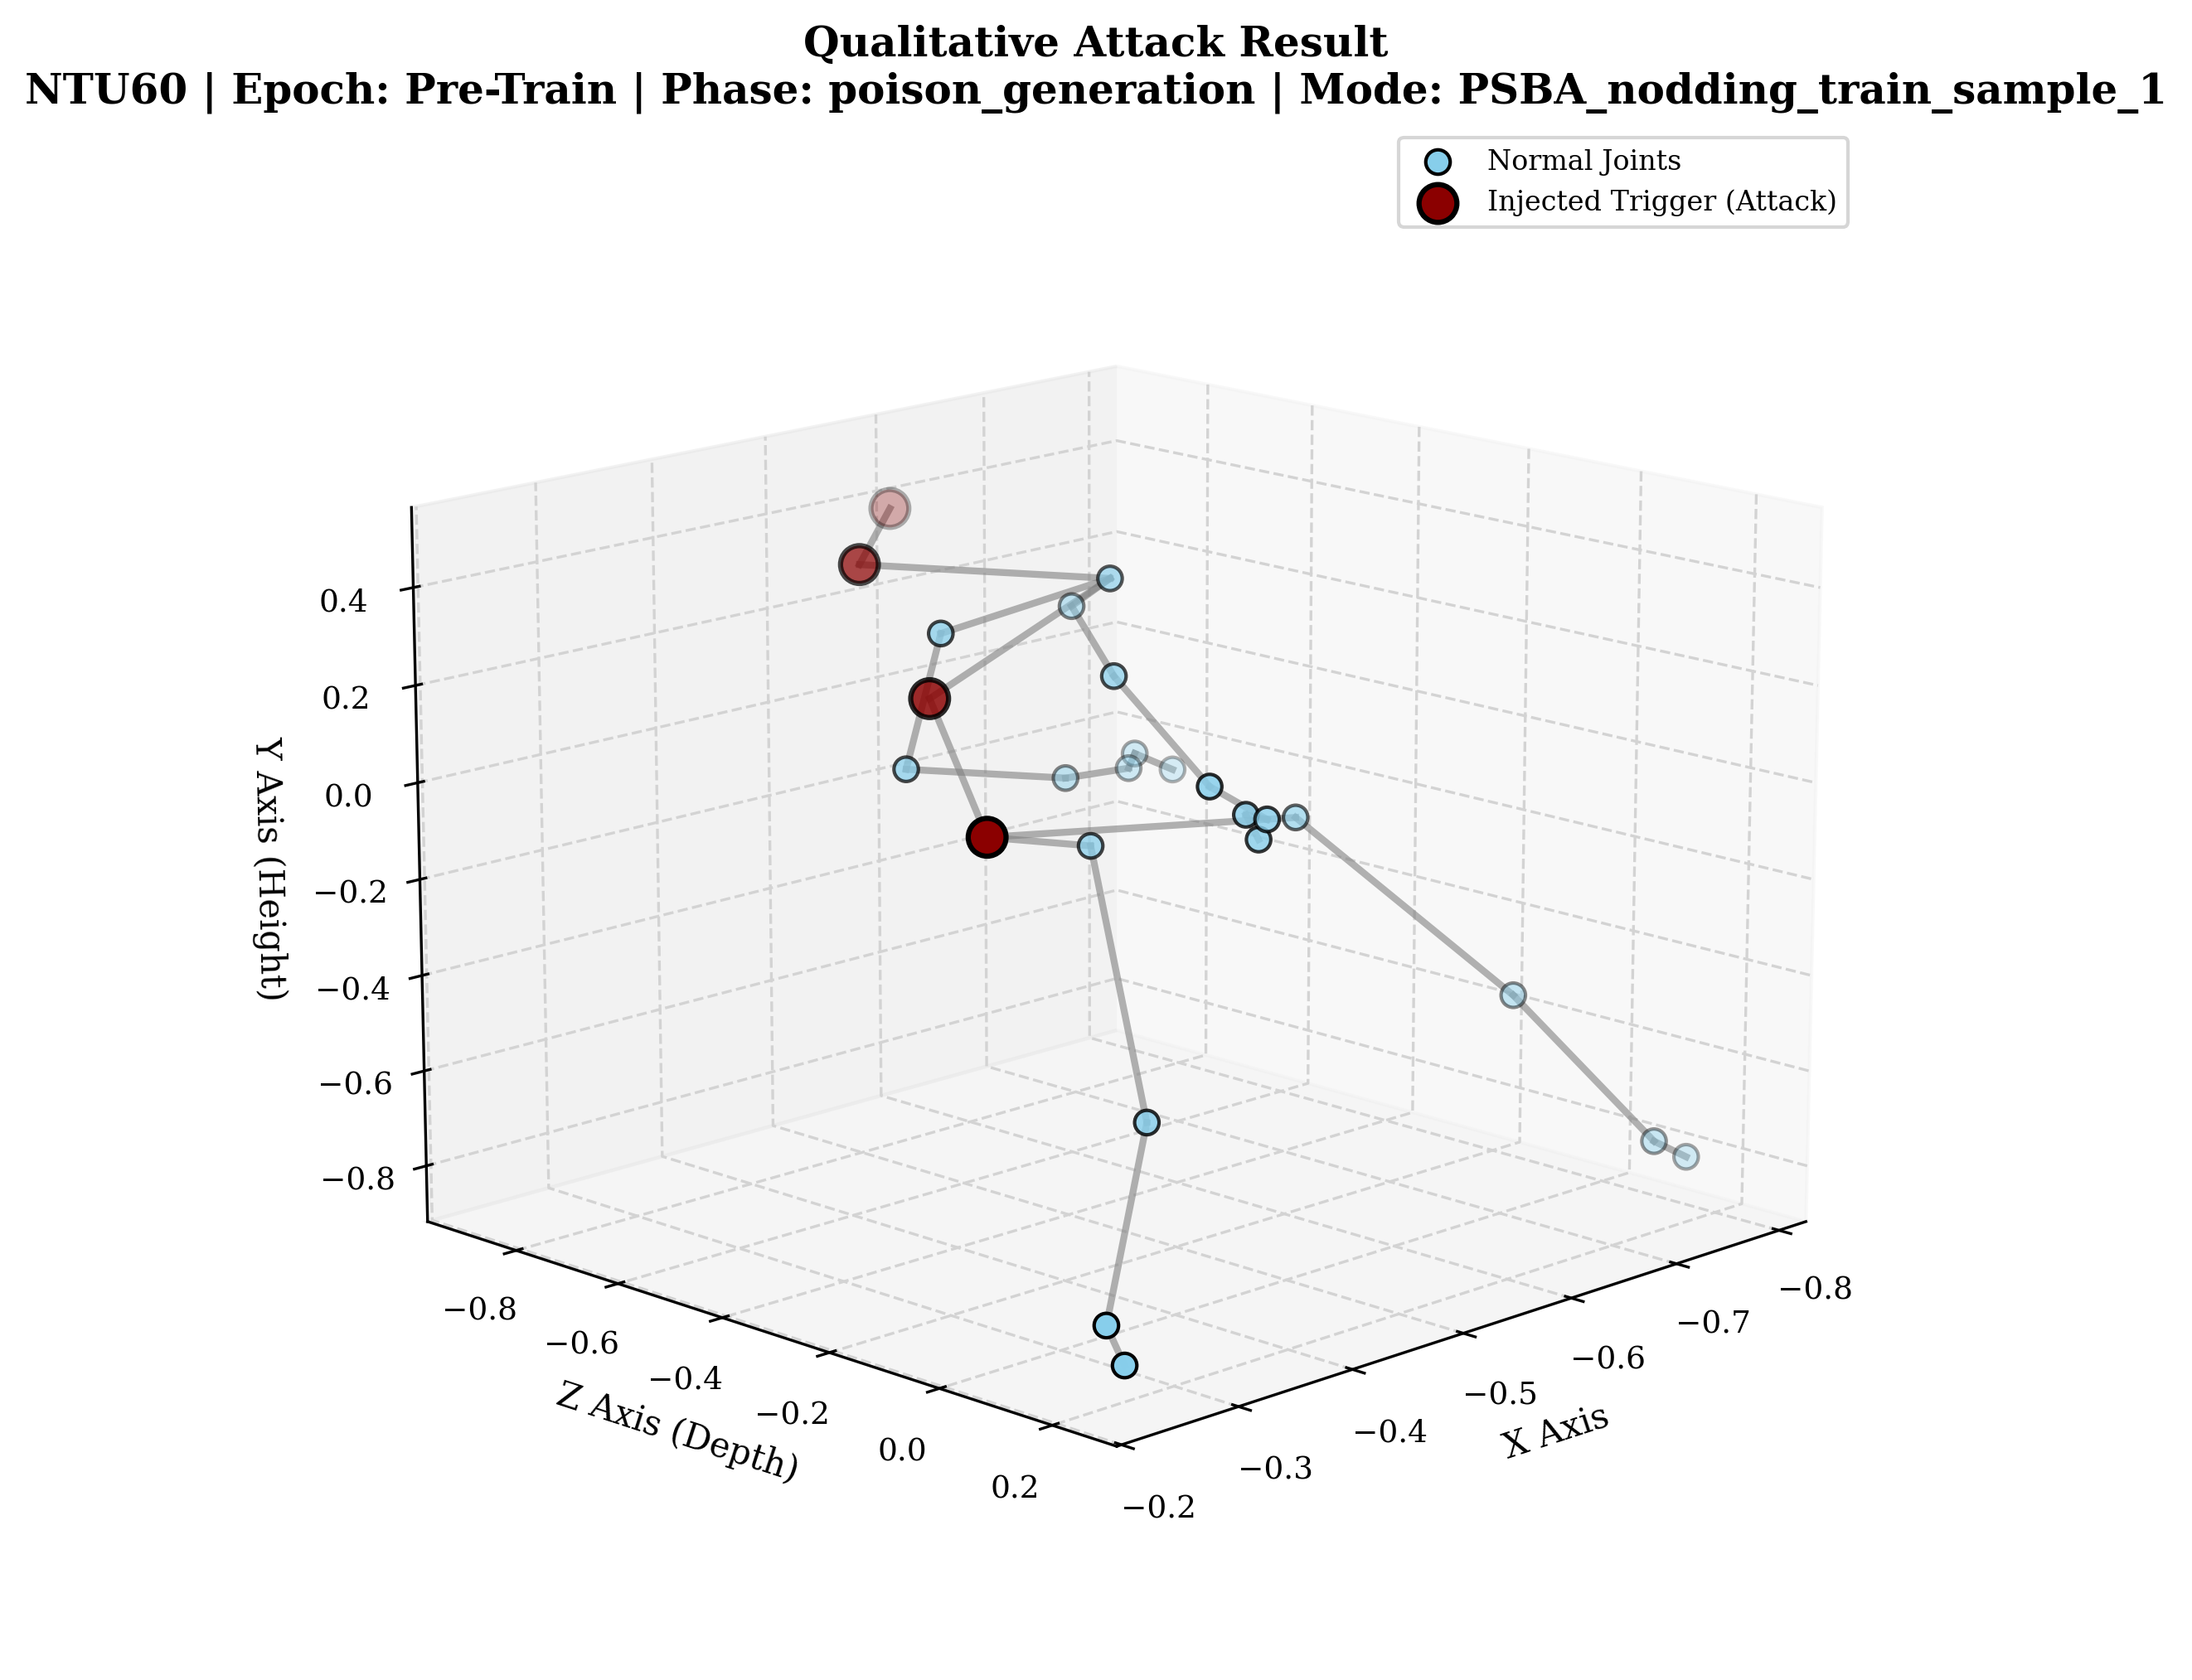 Qualitative Attack Result
NTU60 | Epoch: Pre-Train | Phase: poison_generation | Mode: PSBA_nodding_train_sample_1
Normal Joints
Injected Trigger (Attack)
0.4
0.2
0.0
−0.2
−0.4
−0.6
−0.8
Y Axis (Height)
−0.8
−0.6
−0.4
−0.2
0.0
0.2
Z Axis (Depth)
−0.2
−0.3
−0.4
−0.5
−0.6
−0.7
−0.8
X Axis